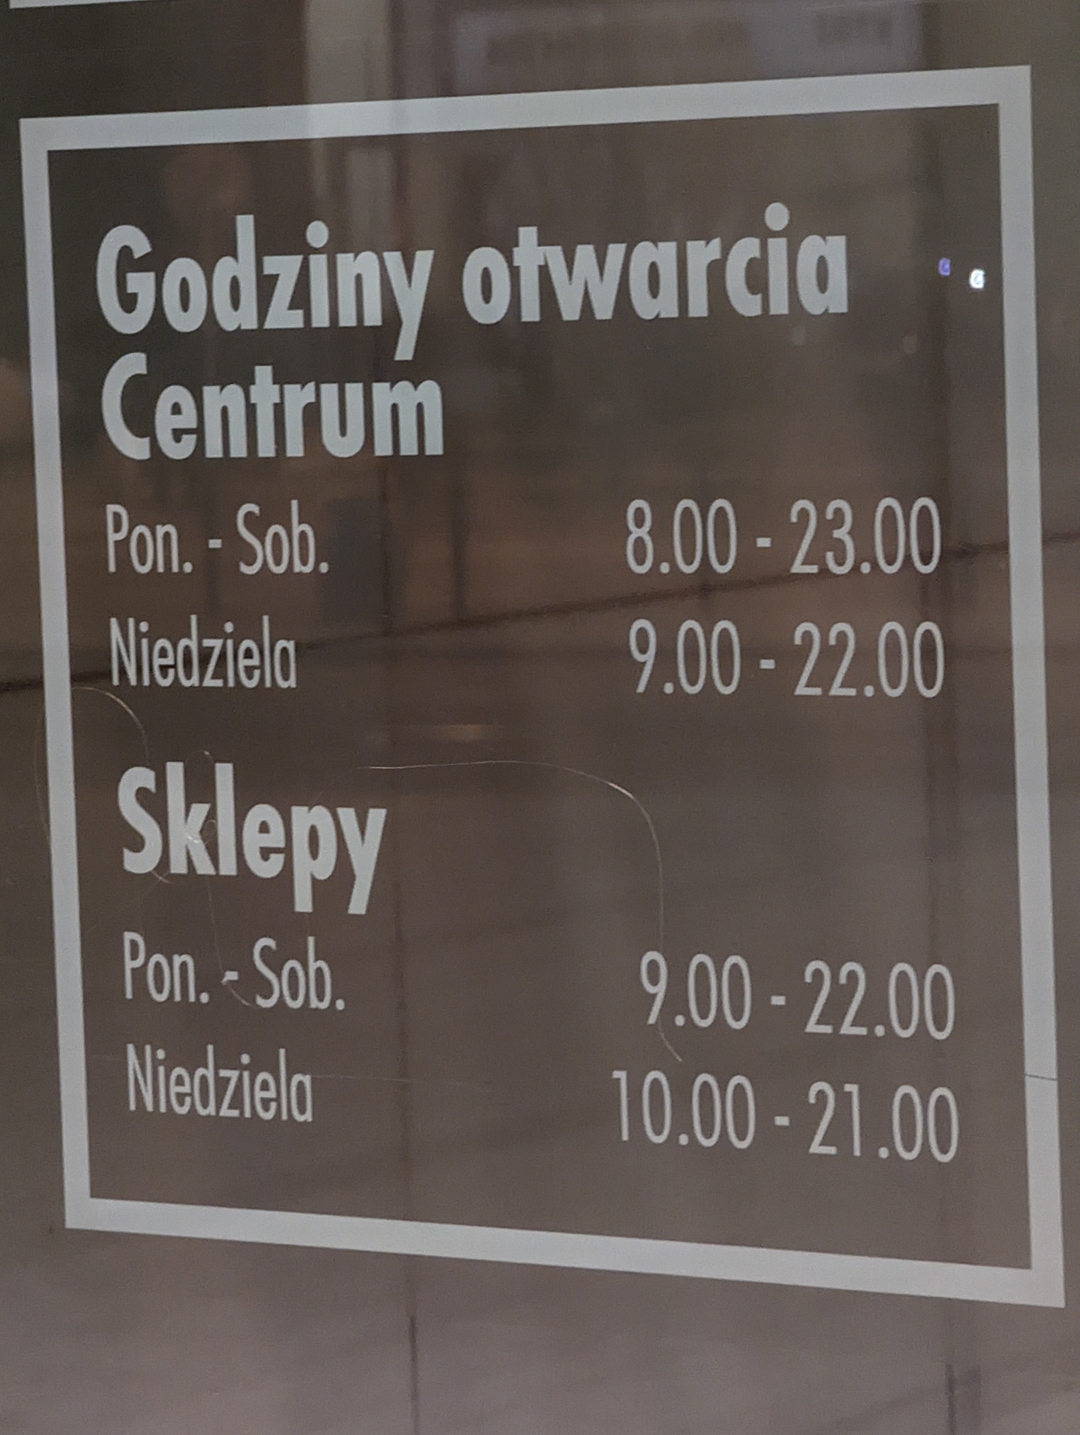 Godziny otwarcia
Centrum
Pon. - Sob. 8.00 - 23.00
Niedziela 9.00 - 22.00
Sklepy
Pon. - Sob. 9.00 - 22.00
Niedziela 10.00 - 21.00